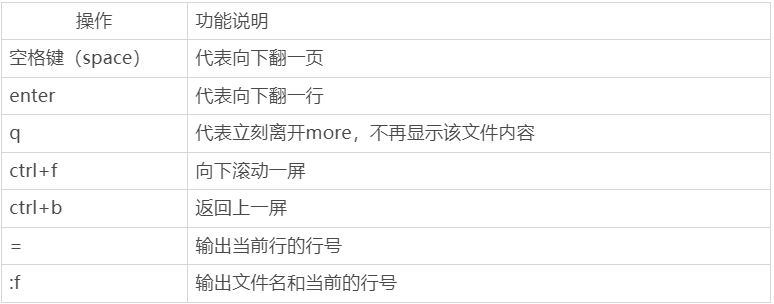 操作 功能说明
空格键（space） 代表向下翻一页
enter 代表向下翻一行
q 代表立刻离开more，不再显示该文件内容
ctrl+f 向下滚动一屏
ctrl+b 返回上一屏
= 输出当前行的行号
:f 输出文件名和当前的行号